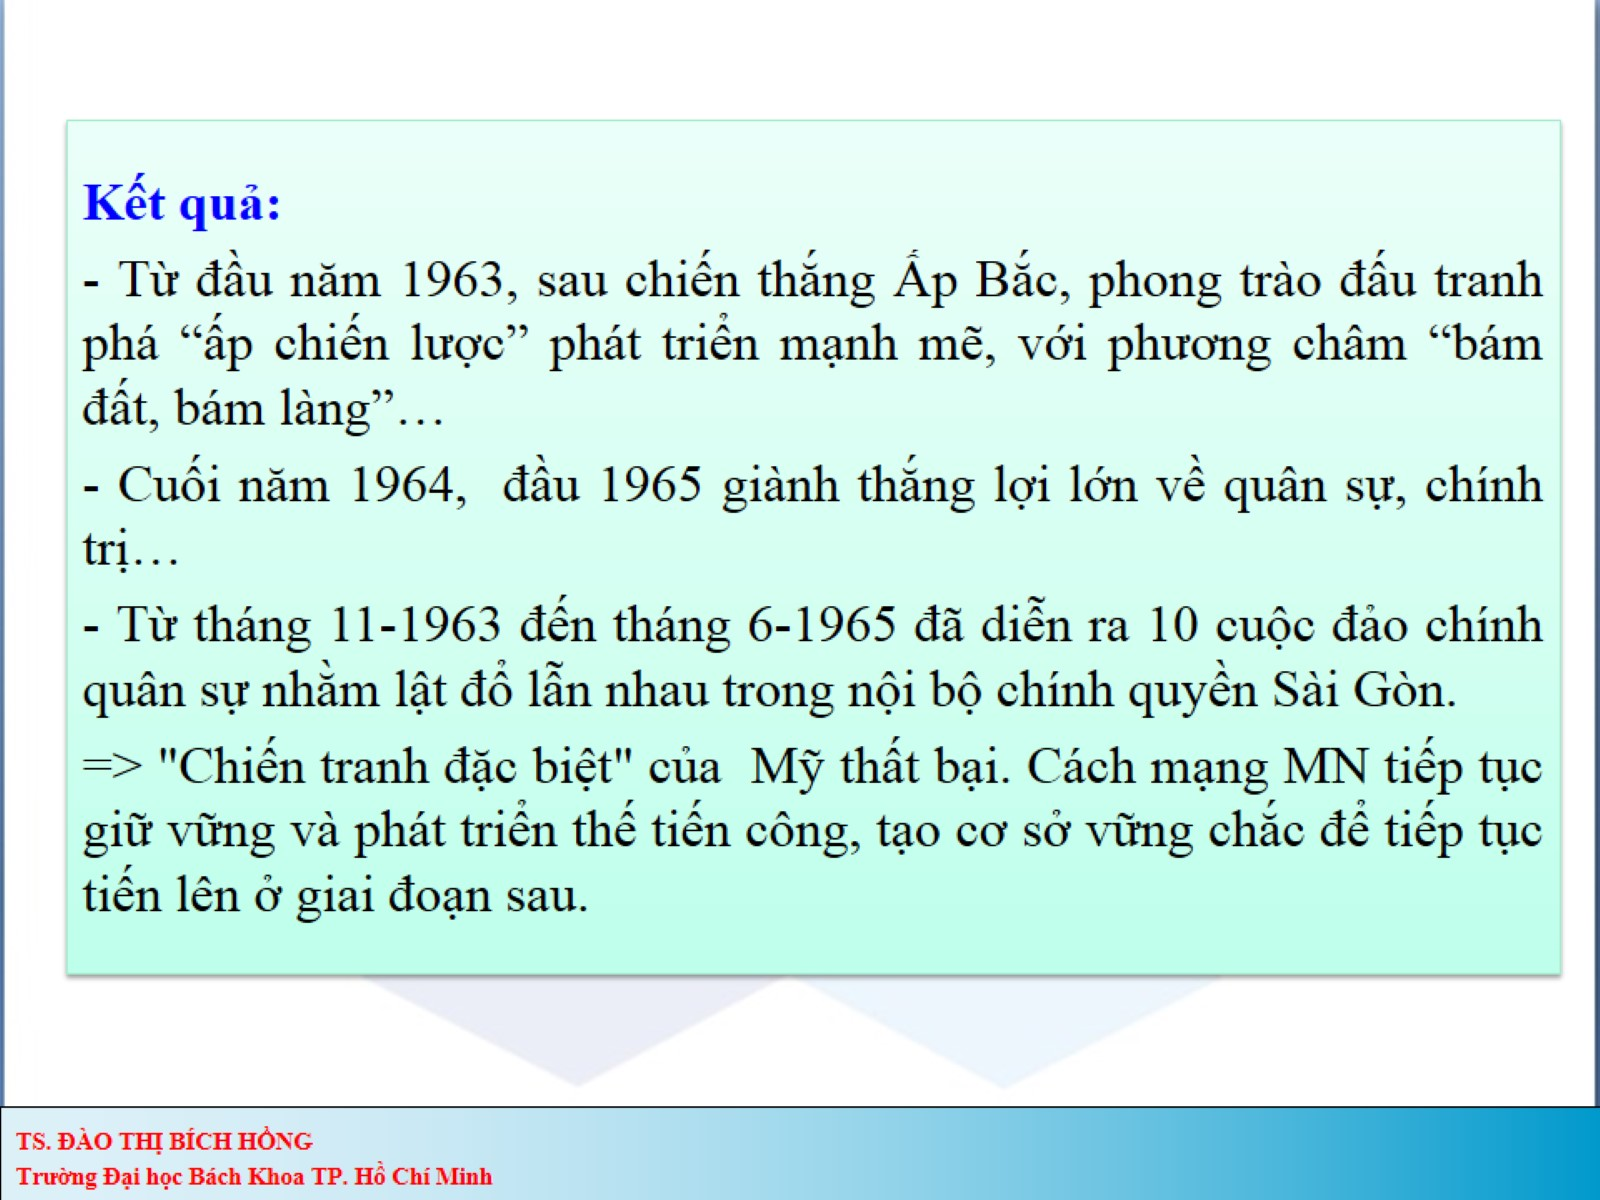 Kết quả:
- Từ đầu năm 1963, sau chiến thắng Ấp Bắc, phong trào đấu tranh
phá “ấp chiến lược” phát triển mạnh mẽ, với phương châm “bám
đất, bám làng”…
- Cuối năm 1964,  đầu 1965 giành thắng lợi lớn về quân sự, chính
trị…
- Từ tháng 11-1963 đến tháng 6-1965 đã diễn ra 10 cuộc đảo chính
quân sự nhằm lật đổ lẫn nhau trong nội bộ chính quyền Sài Gòn.
=> "Chiến tranh đặc biệt" của  Mỹ thất bại. Cách mạng MN tiếp tục
giữ vững và phát triển thế tiến công, tạo cơ sở vững chắc để tiếp tục
tiến lên ở giai đoạn sau.
TS. ĐÀO THỊ BÍCH HỒNG
Trường Đại học Bách Khoa TP. Hồ Chí Minh